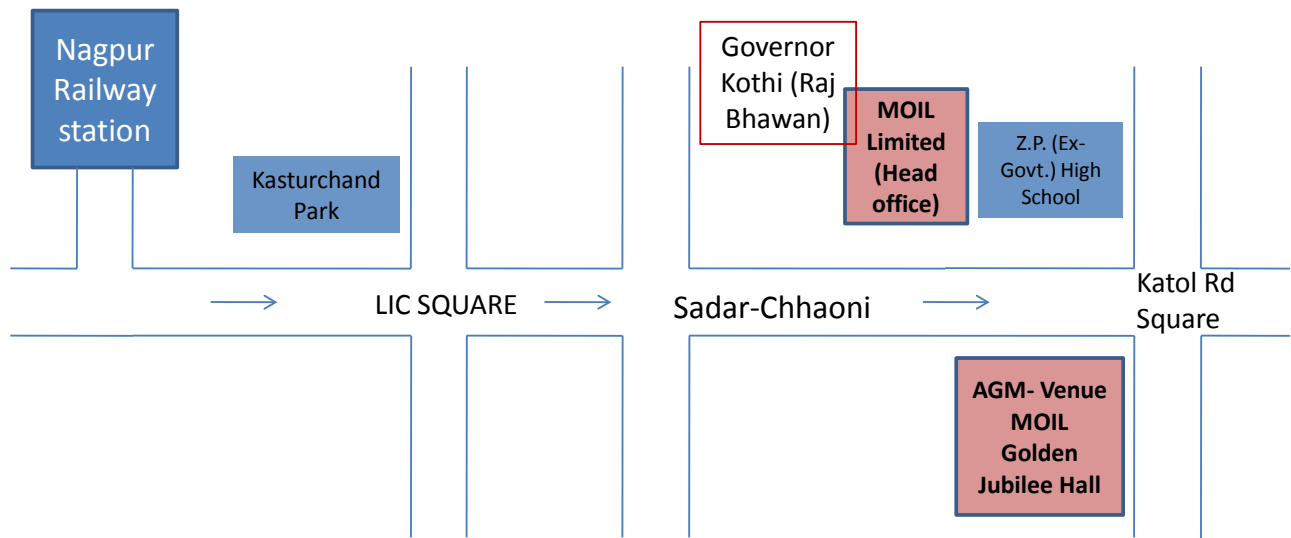 Nagpur
Railway
station
Kasturchand
Park
Governor
Kothi (Raj
Bhawan)
MOIL
Limited
(Head
office)
Z.P. (Ex-
Govt.) High
School
LIC SQUARE
Sadar-Chhaoni
Katol Rd
Square
AGM- Venue
MOIL
Golden
Jubilee Hall